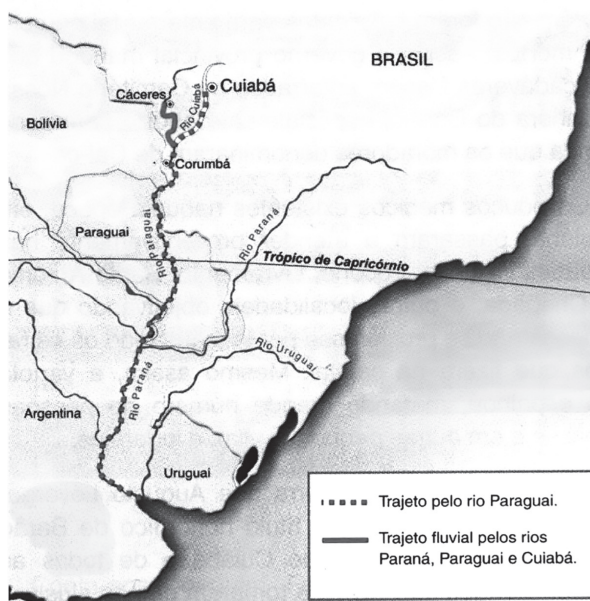 BRASIL
Cuiabá
Cáceres
Rio Cuiabá
Bolívia
Corumbá
Paraguai
Rio Paraguai
Rio Paraná
Trópico de Capricórnio
Rio Uruguai
Rio Paraná
Argentina
Uruguai
Trajeto pelo rio Paraguai.
Trajeto fluvial pelos rios
Paraná, Paraguai e Cuiabá.